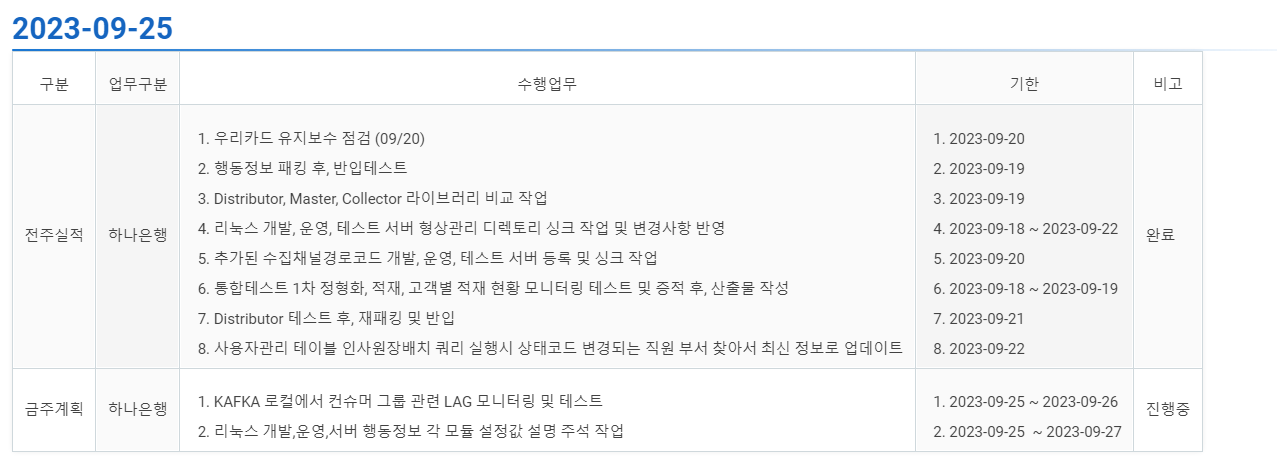 2023-09-25
구분 업무구분 수행업무 기한 비고
1. 우리카드 유지보수 점검 (09/20) 1. 2023-09-20
2. 행동정보 패킹 후, 반입테스트 2. 2023-09-19
3. Distributor, Master, Collector 라이브러리 비교 작업 3. 2023-09-19
4. 리눅스 개발, 운영, 테스트 서버 형상관리 디렉토리 싱크 작업 및 변경사항 반영 4. 2023-09-18 ~ 2023-09-22
전주실적 하나은행 완료
5. 추가된 수집채널경로코드 개발, 운영, 테스트 서버 등록 및 싱크 작업 5. 2023-09-20
6. 통합테스트 1차 정형화, 적재, 고객별 적재 현황 모니터링 테스트 및 증적 후, 산출물 작성 6. 2023-09-18 ~ 2023-09-19
7. Distributor 테스트 후, 재패킹 및 반입 7. 2023-09-21
8. 사용자관리 테이블 인사원장배치 쿼리 실행시 상태코드 변경되는 직원 부서 찾아서 최신 정보로 업데이트 8. 2023-09-22
1. KAFKA 로컬에서 컨슈머 그룹 관련 LAG 모니터링 및 테스트 1. 2023-09-25 ~ 2023-09-26
금주계획 하나은행 진행중
2. 리눅스 개발,운영,서버 행동정보 각 모듈 설정값 설명 주석 작업 2. 2023-09-25 ~ 2023-09-27